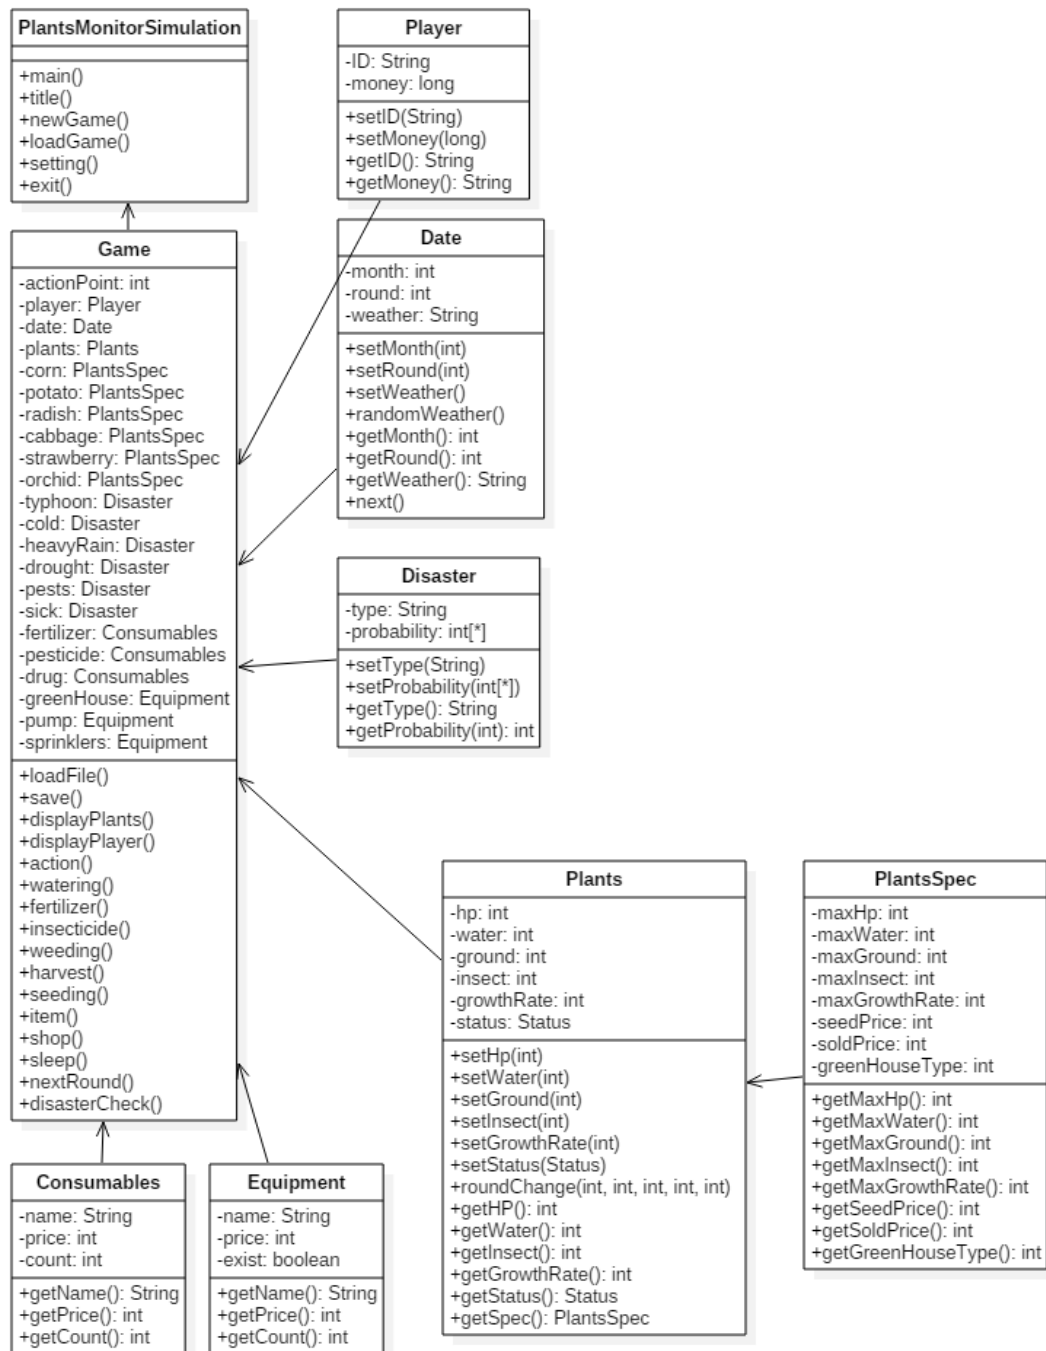 PlantsMonitorSimulation
+main()
+title()
+newGame()
+loadGame()
+setting()
+exit()
Player
-ID: String
-money: long
+setID(String)
+setMoney(long)
+getID(): String
+getMoney(): String
Game
-actionPoint: int
-player: Player
-date: Date
-plants: Plants
-corn: PlantsSpec
-potato: PlantsSpec
-radish: PlantsSpec
-cabbage: PlantsSpec
-strawberry: PlantsSpec
-orchid: PlantsSpec
-typhoon: Disaster
-cold: Disaster
-heavyRain: Disaster
-drought: Disaster
-pests: Disaster
-sick: Disaster
-fertilizer: Consumables
-pesticide: Consumables
-drug: Consumables
-greenHouse: Equipment
-pump: Equipment
-sprinklers: Equipment
+loadFile()
+save()
+displayPlants()
+displayPlayer()
+action()
+watering()
+fertilizer()
+insecticide()
+weeding()
+harvest()
+seeding()
+item()
+shop()
+sleep()
+nextRound()
+disasterCheck()
Date
-month: int
-round: int
-weather: String
+setMonth(int)
+setRound(int)
+setWeather()
+randomWeather()
+getMonth(): int
+getRound(): int
+getWeather(): String
+next()
Disaster
-type: String
-probability: int[*]
+setType(String)
+setProbability(int[*])
+getType(): String
+getProbability(int): int
Plants
-hp: int
-water: int
-ground: int
-insect: int
-growthRate: int
-status: Status
+setHp(int)
+setWater(int)
+setGround(int)
+setInsect(int)
+setGrowthRate(int)
+setStatus(Status)
+roundChange(int, int, int, int, int)
+getHP(): int
+getWater(): int
+getInsect(): int
+getGrowthRate(): int
+getStatus(): Status
+getSpec(): PlantsSpec
PlantsSpec
-maxHp: int
-maxWater: int
-maxGround: int
-maxInsect: int
-maxGrowthRate: int
-seedPrice: int
-soldPrice: int
-greenHouseType: int
+getMaxHp(): int
+getMaxWater(): int
+getMaxGround(): int
+getMaxInsect(): int
+getMaxGrowthRate(): int
+getSeedPrice(): int
+getSoldPrice(): int
+getGreenHouseType(): int
Consumables
-name: String
-price: int
-count: int
+getName(): String
+getPrice(): int
+getCount(): int
Equipment
-name: String
-price: int
-exist: boolean
+getName(): String
+getPrice(): int
+getCount(): int